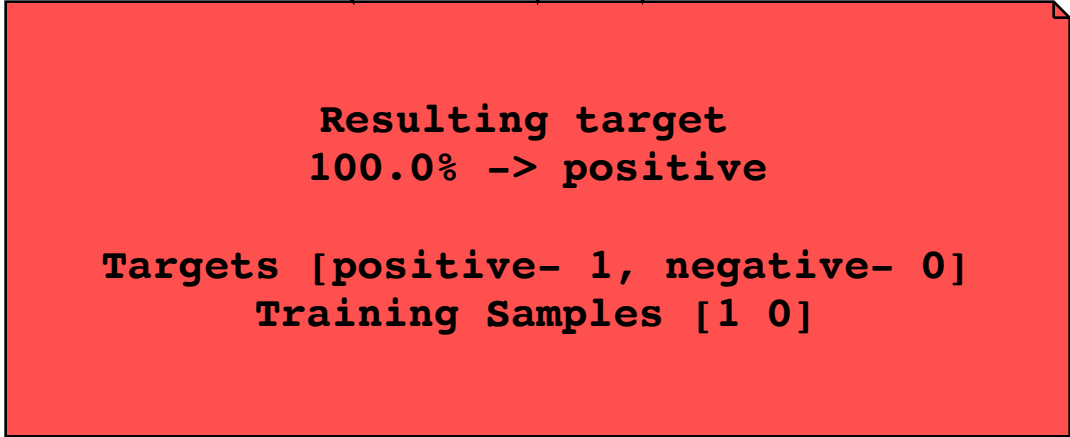 Resulting target
100.0% -> positive
Targets [positive- 1, negative- 0]
Training Samples [1 0]